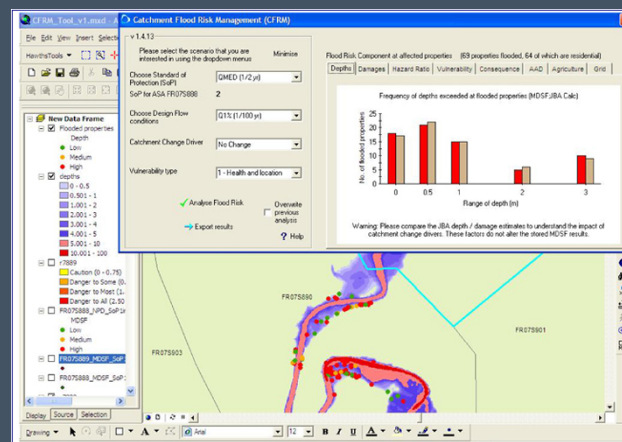 CFRM_Tool_v1.mxd - A
File Edit View Insert Select
HawthsTools
New Data Frame
Flooded properties
Depth
Low
Medium
High
depths
0 - 0.5
0.501 - 1
1.001 - 2
2.001 - 3
3.001 - 4
4.001 - 5
5.001 - 10
10.001 - 100
r7889
Caution (0 - 0.75)
Danger to Some (0.
Danger to Most (1.
Danger to All (2.50
FR07S888_NPD_SoP1
MDSF
Low
Medium
High
FR07S889_MDSF_SoP:
FR07S888_MDSF_SoP:
Display Source Selection
Drawing
A
Arial
12
B I U
A
Catchment Flood Risk Management (CFRM)
v 1.4.13
Please select the scenario that you are
interested in using the dropdown menus
Minimise
Choose Standard of
Protection (SoP)
QMED (1/2 yr)
SoP for ASA FR07S888 2
Choose Design Flow
conditions
Q1% (1/100 yr)
Catchment Change Driver
No Change
Vulnerability type
1 - Health and location
Analyse Flood Risk
Overwrite
previous
analysis
Export results
? Help
Flood Risk Component at affected properties (69 properties flooded, 64 of which are residential)
Depths Damages Hazard Ratio Vulnerability Consequence AAD Agriculture Grid
Frequency of depths exceeded at flooded properties (MDSF/JBA Calc)
No. of flooded properties
25
20
15
10
5
0
0 0.5 1 2 3
Range of depth (m)
Warning: Please compare the JBA depth / damage estimates to understand the impact of
catchment change drivers. These factors do not alter the stored MDSF results.
FR07S890
FR07S801
FR07S803